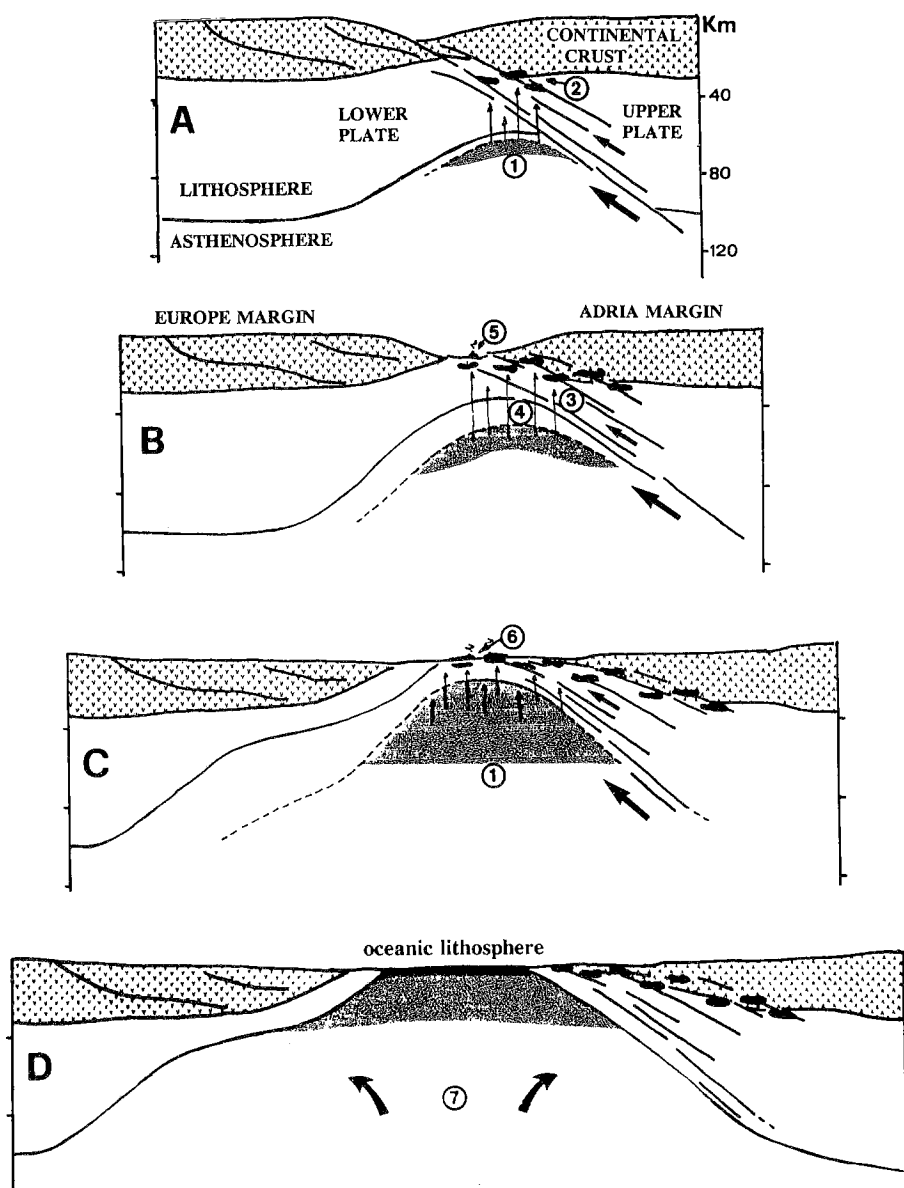 Km
CONTINENTAL
CRUST
②
40
A
LOWER
PLATE
UPPER
PLATE
①
80
LITHOSPHERE
ASTHENOSPHERE
120
EUROPE MARGIN
ADRIA MARGIN
⑤
③
④
B
⑥
C
①
oceanic lithosphere
D
⑦